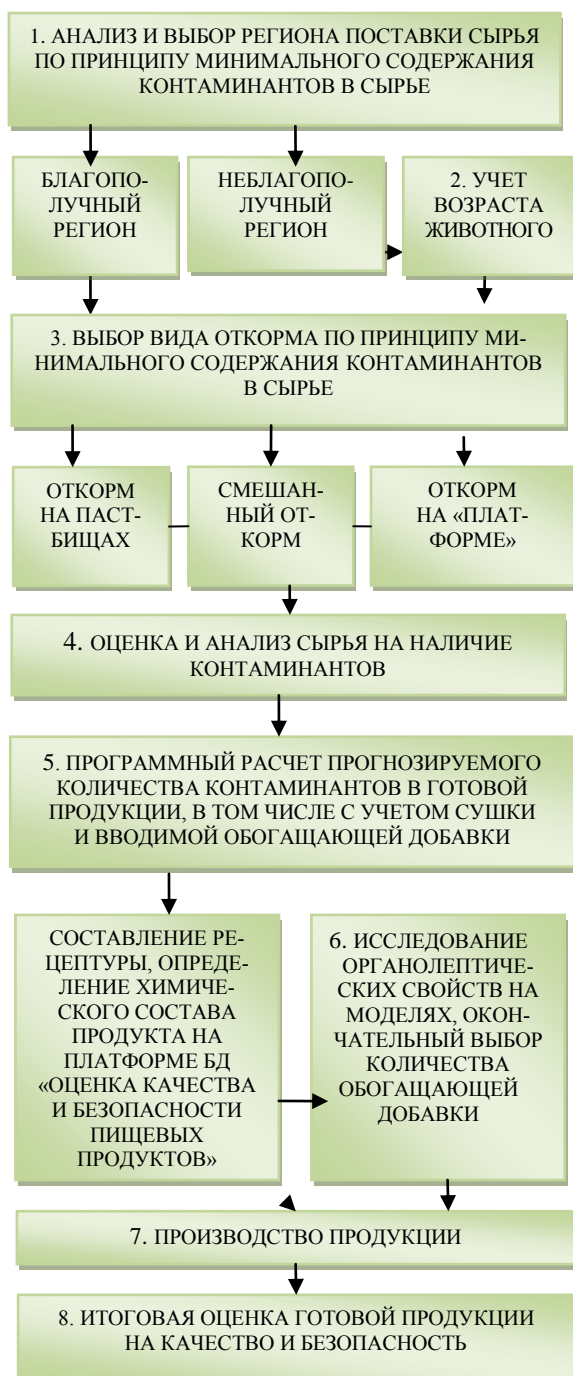 1. АНАЛИЗ И ВЫБОР РЕГИОНА ПОСТАВКИ СЫРЬЯ
ПО ПРИНЦИПУ МИНИМАЛЬНОГО СОДЕРЖАНИЯ
КОНТАМИНАНТОВ В СЫРЬЕ
БЛАГОПО-
ЛУЧНЫЙ
РЕГИОН
НЕБЛАГОПО-
ЛУЧНЫЙ
РЕГИОН
2. УЧЕТ
ВОЗРАСТА
ЖИВОТНОГО
3. ВЫБОР ВИДА ОТКОРМА ПО ПРИНЦИПУ МИ-
НИМАЛЬНОГО СОДЕРЖАНИЯ КОНТАМИНАНТОВ
В СЫРЬЕ
ОТКОРМ
НА ПАСТ-
БИЩАХ
СМЕШАН-
НЫЙ ОТ-
КОРМ
ОТКОРМ
НА «ПЛАТ-
ФОРМЕ»
4. ОЦЕНКА И АНАЛИЗ СЫРЬЯ НА НАЛИЧИЕ
КОНТАМИНАНТОВ
5. ПРОГРАММНЫЙ РАСЧЕТ ПРОГНОЗИРУЕМОГО
КОЛИЧЕСТВА КОНТАМИНАНТОВ В ГОТОВОЙ
ПРОДУКЦИИ, В ТОМ ЧИСЛЕ С УЧЕТОМ СУШКИ
И ВВОДИМОЙ ОБОГАЩАЮЩЕЙ ДОБАВКИ
СОСТАВЛЕНИЕ РЕ-
ЦЕПТУРЫ, ОПРЕДЕ-
ЛЕНИЕ ХИМИЧЕ-
СКОГО СОСТАВА
ПРОДУКТА НА
ПЛАТФОРМЕ БД
«ОЦЕНКА КАЧЕСТВА
И БЕЗОПАСНОСТИ
ПИЩЕВЫХ
ПРОДУКТОВ»
6. ИССЛЕДОВАНИЕ
ОРГАНОЛЕПТИЧЕ-
СКИХ СВОЙСТВ НА
МОДЕЛЯХ, ОКОН-
ЧАТЕЛЬНЫЙ ВЫБОР
КОЛИЧЕСТВА
ОБОГАЩАЮЩЕЙ
ДОБАВКИ
7. ПРОИЗВОДСТВО ПРОДУКЦИИ
8. ИТОГОВАЯ ОЦЕНКА ГОТОВОЙ ПРОДУКЦИИ
НА КАЧЕСТВО И БЕЗОПАСНОСТЬ